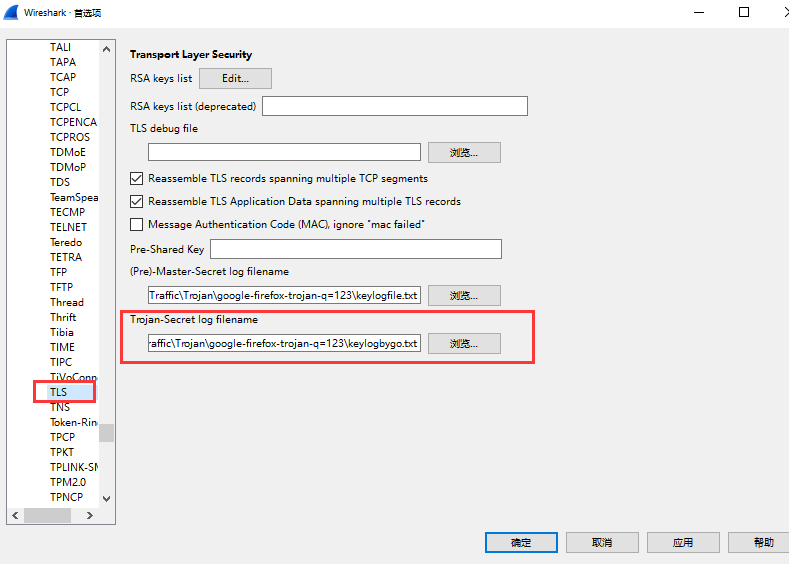 Wireshark · 首选项
TALI
TAPA
TCAP
TCP
TCPCL
TCPENCA
TCPROS
TDMoE
TDMoP
TDS
TeamSpea
TECMP
TELNET
Teredo
TETRA
TFP
TFTP
Thread
Thrift
Tibia
TIME
TIPC
TiVoConn
TLS
TNS
Token-Rin
TPCP
TPKT
TPLINK-SM
TPM2.0
TPNCP
Transport Layer Security
RSA keys list Edit...
RSA keys list (deprecated)
TLS debug file
浏览...
Reassemble TLS records spanning multiple TCP segments
Reassemble TLS Application Data spanning multiple TLS records
Message Authentication Code (MAC), ignore "mac failed"
Pre-Shared Key
(Pre)-Master-Secret log filename
Traffic\Trojan\google-firefox-trojan-q=123\keylogfile.txt 浏览...
Trojan-Secret log filename
raffic\Trojan\google-firefox-trojan-q=123\keylogbygo.txt 浏览...
确定 取消 应用 帮助